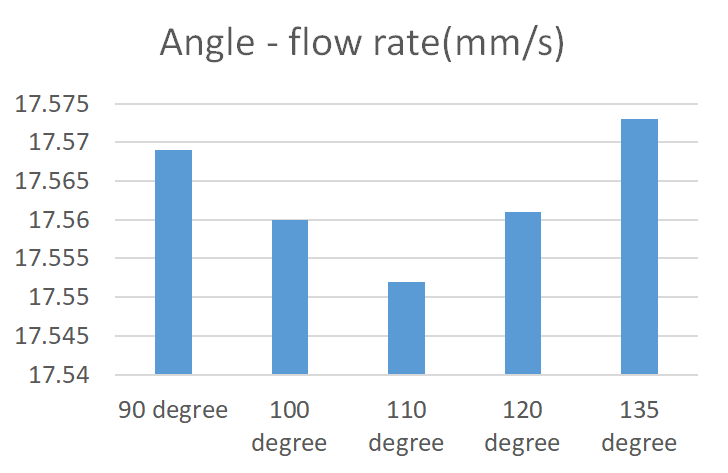 Angle - flow rate(mm/s)
17.575
17.57
17.565
17.56
17.555
17.55
17.545
17.54
90 degree
100
degree
110
degree
120
degree
135
degree